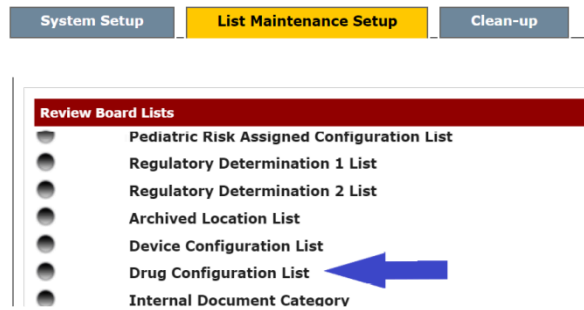 System Setup
List Maintenance Setup
Clean-up
Review Board Lists
Pediatric Risk Assigned Configuration List
Regulatory Determination 1 List
Regulatory Determination 2 List
Archived Location List
Device Configuration List
Drug Configuration List
Internal Document Category